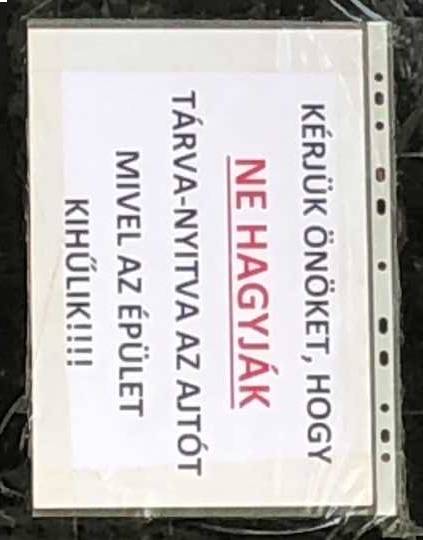 KÉRJÜK ÖNÖKET, HOGY
NE HAGYJÁK
TÁRVA-NYITVA AZ AJTÓT
MIVEL AZ ÉPÜLET
KIHŰLIK!!!!